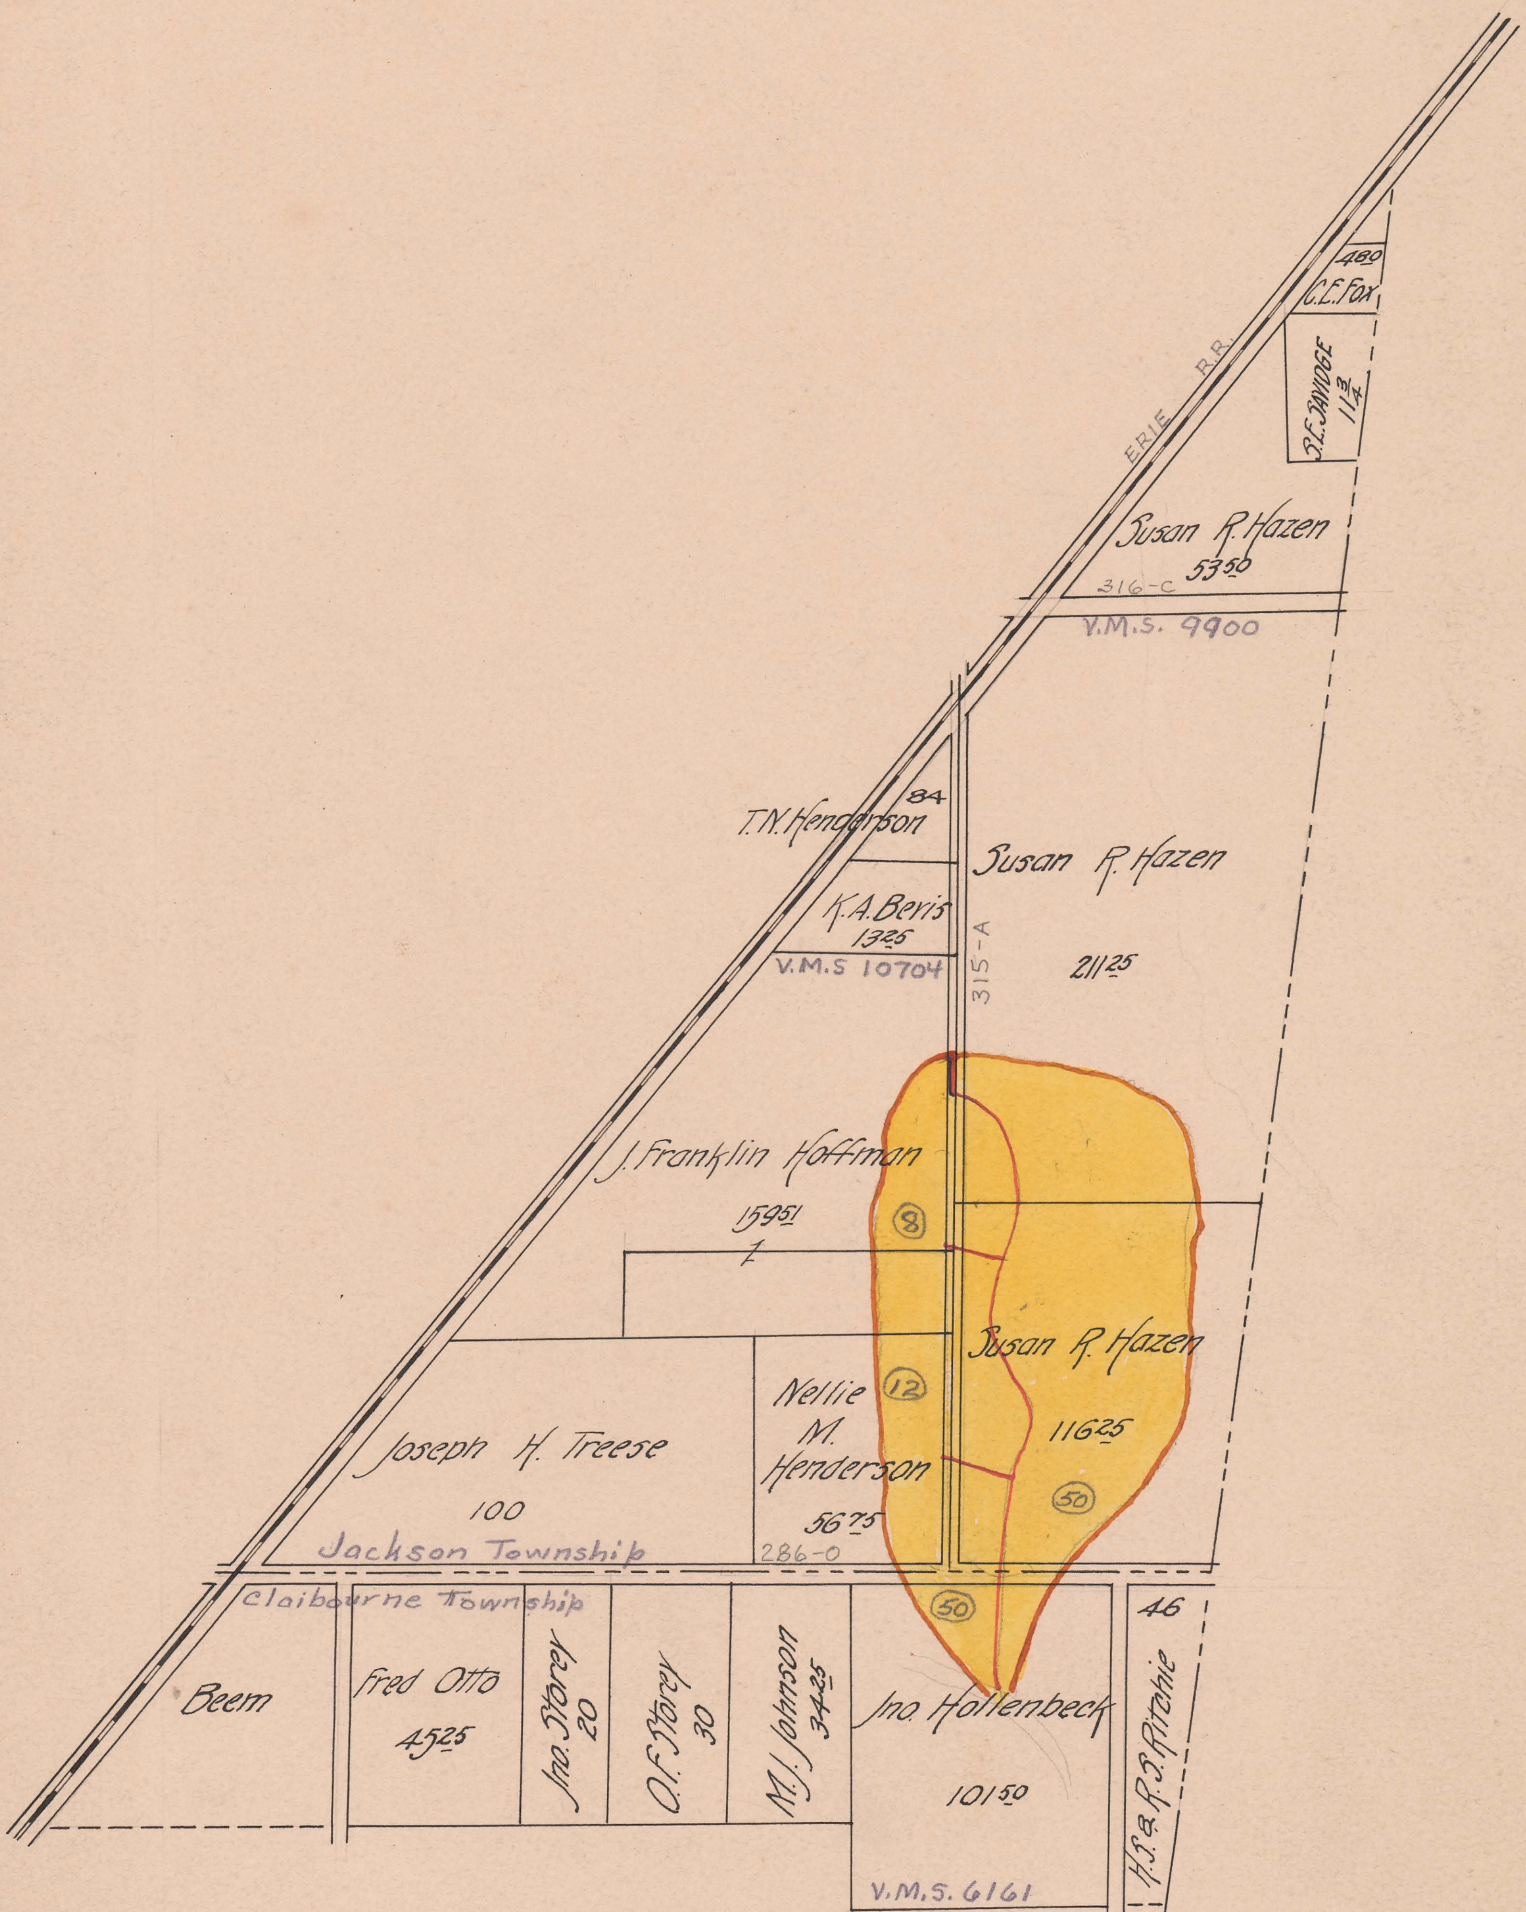 480
C.E. Fox
S.E. SAVIDGE
11 3/4
ERIE R.R.
Susan R. Hazen
53 50
316-C
V.M.S. 9900
84
T.N. Henderson
Susan R. Hazen
K.A. Beris
13 25
V.M.S 10704
315-A
211 25
J. Franklin Hoffman
159 51
8
Susan R. Hazen
Nellie
M.
Henderson
12
116 25
Joseph H. Treese
100
56 75
50
Jackson Township
286-0
Claibourne Township
50
46
Beem
Fred Otto
45 25
Jno. Storey
20
O.F. Storey
30
M.J. Johnson
34 25
Jno. Hollenbeck
101 50
H.S. & R.S. Ritchie
V.M.S. 6161